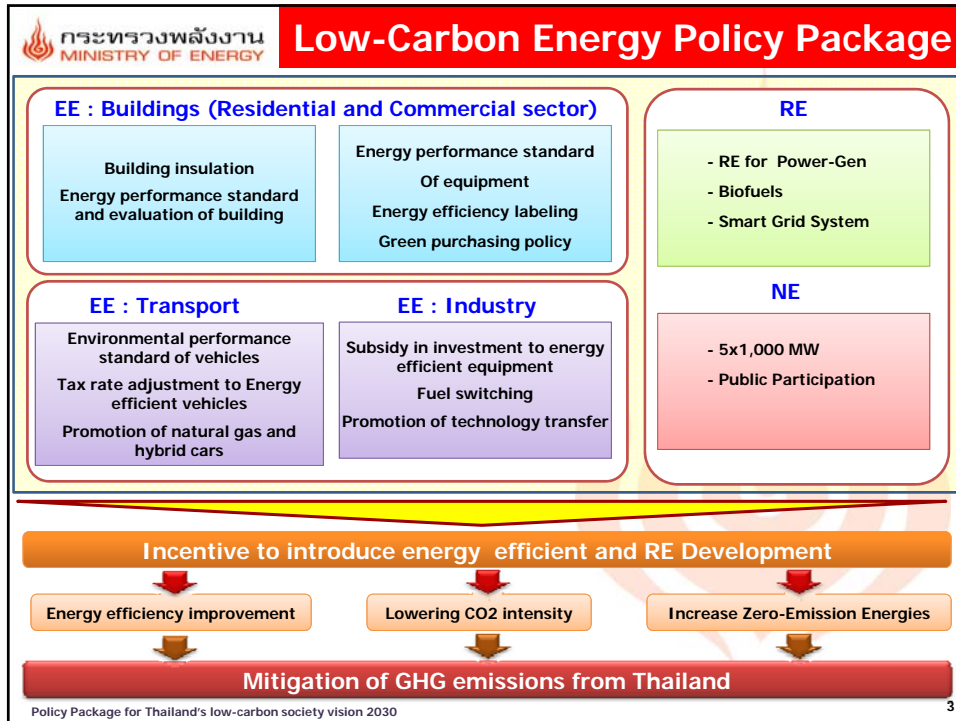 กระทรวงพลังงาน
MINISTRY OF ENERGY
Low-Carbon Energy Policy Package
EE : Buildings (Residential and Commercial sector)
Building insulation
Energy performance standard
and evaluation of building
Energy performance standard
Of equipment
Energy efficiency labeling
Green purchasing policy
EE : Transport
Environmental performance
standard of vehicles
Tax rate adjustment to Energy
efficient vehicles
Promotion of natural gas and
hybrid cars
EE : Industry
Subsidy in investment to energy
efficient equipment
Fuel switching
Promotion of technology transfer
RE
- RE for Power-Gen
- Biofuels
- Smart Grid System
NE
- 5x1,000 MW
- Public Participation
Incentive to introduce energy efficient and RE Development
Energy efficiency improvement
Lowering CO2 intensity
Increase Zero-Emission Energies
Mitigation of GHG emissions from Thailand
Policy Package for Thailand's low-carbon society vision 2030
3